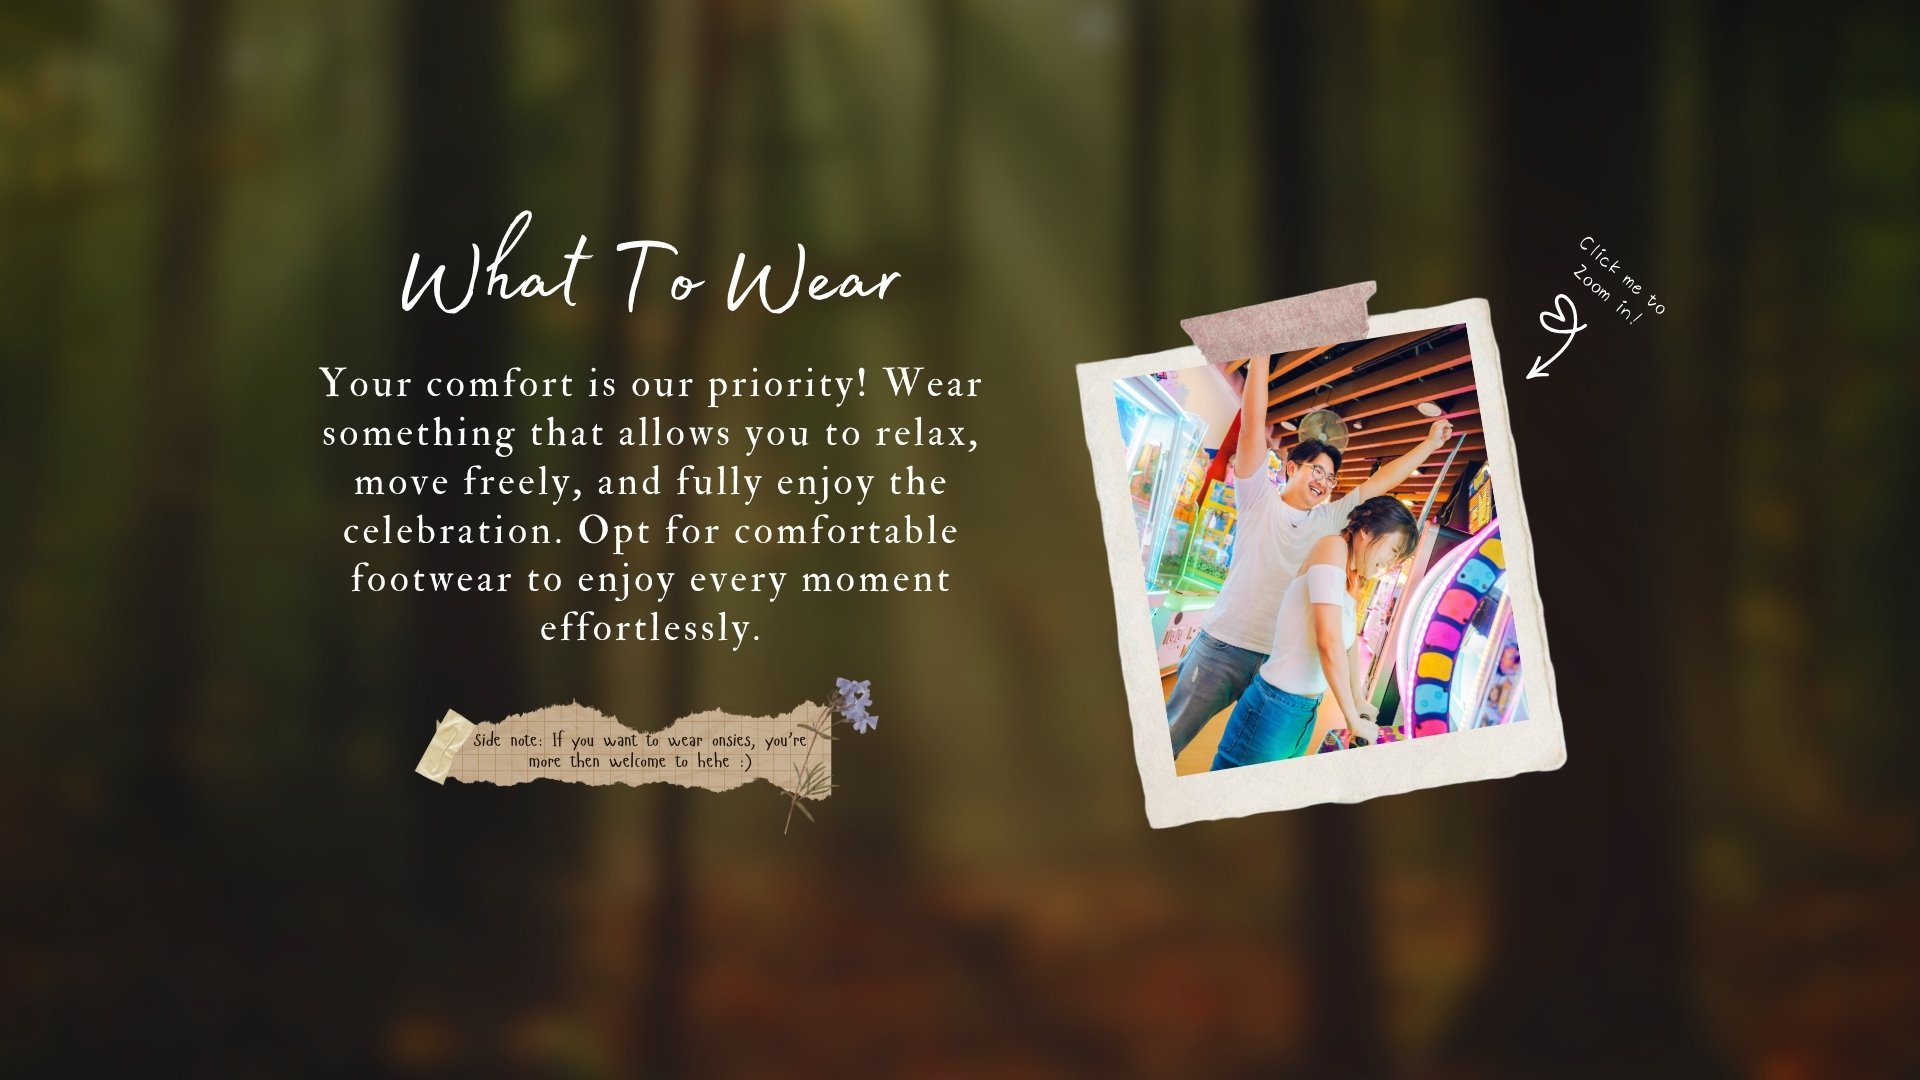 What To Wear
Your comfort is our priority! Wear
something that allows you to relax,
move freely, and fully enjoy the
celebration. Opt for comfortable
footwear to enjoy every moment
effortlessly.
Side note: If you want to wear onsies, you're
more then welcome to hehe :)
Click me to
Zoom in!